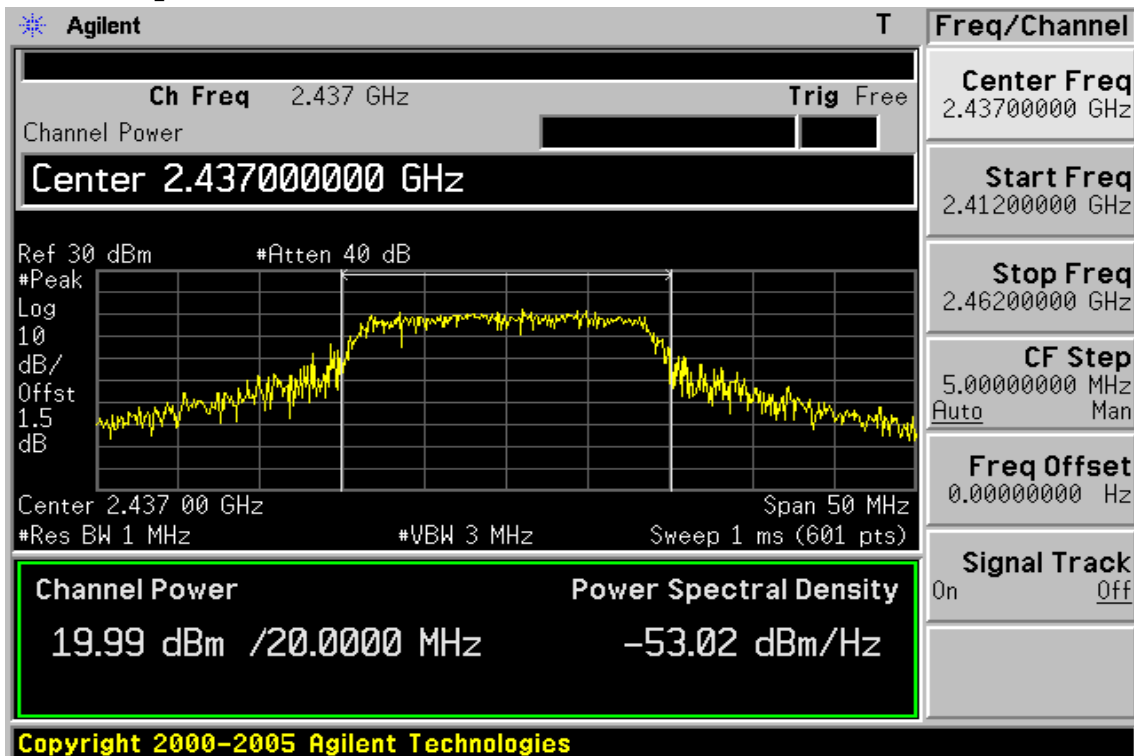 Agilent T Freq/Channel
Ch Freq 2.437 GHz Trig Free
Channel Power
Center 2.437000000 GHz
Ref 30 dBm #Atten 40 dB
#Peak
Log
10
dB/
Offst
1.5
dB
Center 2.437 00 GHz Span 50 MHz
#Res BW 1 MHz #VBW 3 MHz Sweep 1 ms (601 pts)
Channel Power Power Spectral Density
19.99 dBm /20.0000 MHz -53.02 dBm/Hz
Center Freq
2.43700000 GHz
Start Freq
2.41200000 GHz
Stop Freq
2.46200000 GHz
CF Step
5.00000000 MHz
Auto Man
Freq Offset
0.00000000 Hz
Signal Track
On Off
Copyright 2000-2005 Agilent Technologies